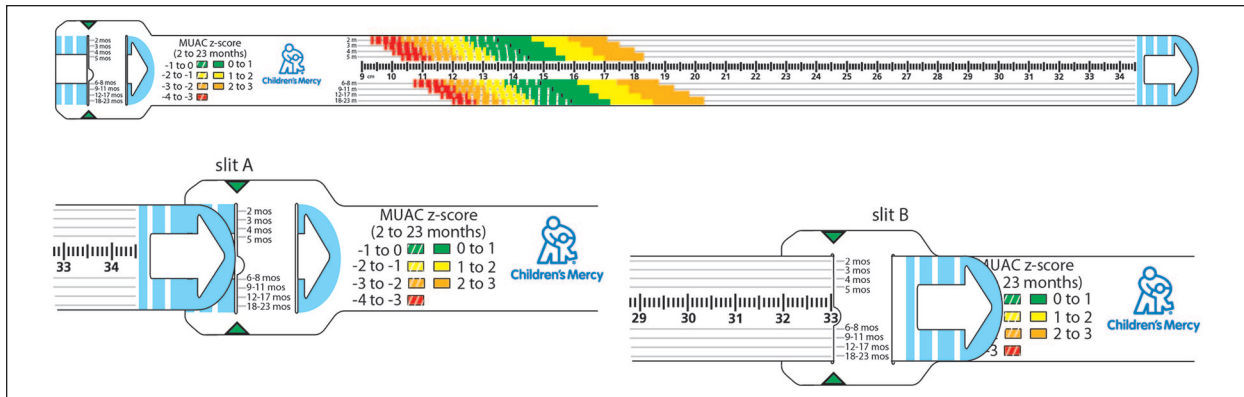 2 mos
3 mos
4 mos
5 mos
6-8 mos
9-11 mos
12-17 mos
18-23 mos
MUAC z-score
(2 to 23 months)
-1 to 0 0 to 1
-2 to -1 1 to 2
-3 to -2 2 to 3
-4 to -3
Children's Mercy
2 m
3 m
4 m
5 m
9 cm 10 11 12 13 14 15 16 17 18 19 20 21 22 23 24 25 26 27 28 29 30 31 32 33 34
6-8 m
9-11 m
12-17 m
18-23 m
slit A
33 34
2 mos
3 mos
4 mos
5 mos
6-8 mos
9-11 mos
12-17 mos
18-23 mos
MUAC z-score
(2 to 23 months)
-1 to 0 0 to 1
-2 to -1 1 to 2
-3 to -2 2 to 3
-4 to -3
Children's Mercy
slit B
29 30 31 32 33
2 mos
3 mos
4 mos
5 mos
6-8 mos
9-11 mos
12-17 mos
18-23 mos
MUAC z-score
23 months)
0 to 1
1 to 2
2 to 3
-3
Children's Mercy